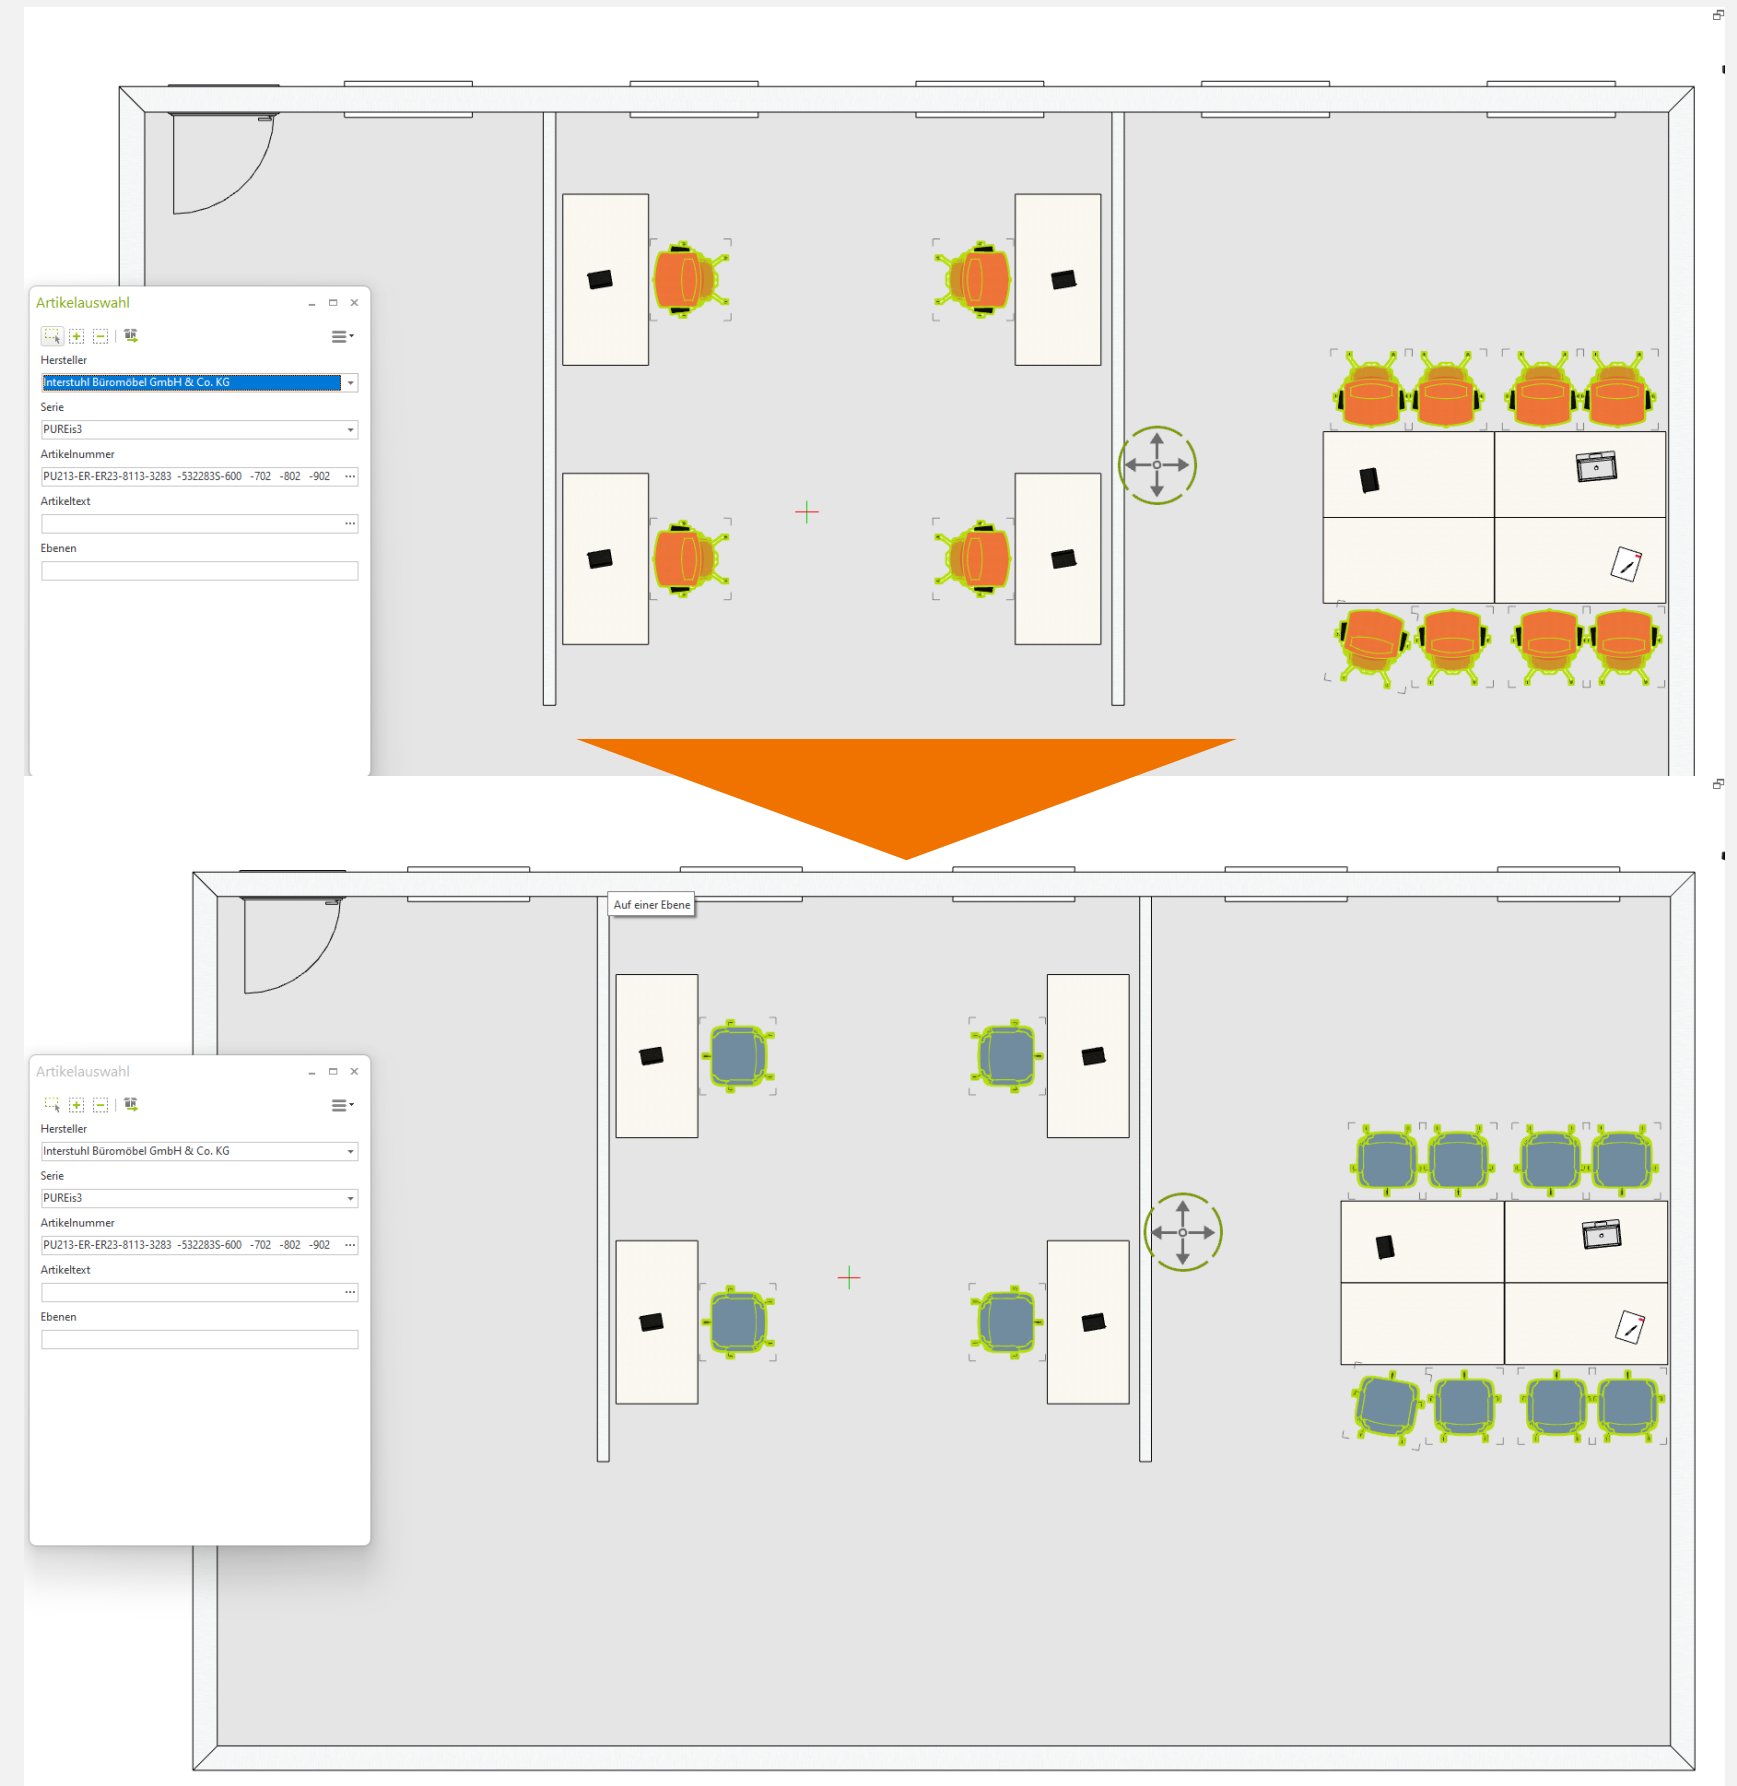 Artikelauswahl
Hersteller
Interstuhl Büromöbel GmbH & Co. KG
Serie
PUREis3
Artikelnummer
PU213-ER-ER23-8113-3283 -532283S-600 -702 -802 -902
Artikeltext
Ebenen
Auf einer Ebene
Artikelauswahl
Hersteller
Interstuhl Büromöbel GmbH & Co. KG
Serie
PUREis3
Artikelnummer
PU213-ER-ER23-8113-3283 -532283S-600 -702 -802 -902
Artikeltext
Ebenen